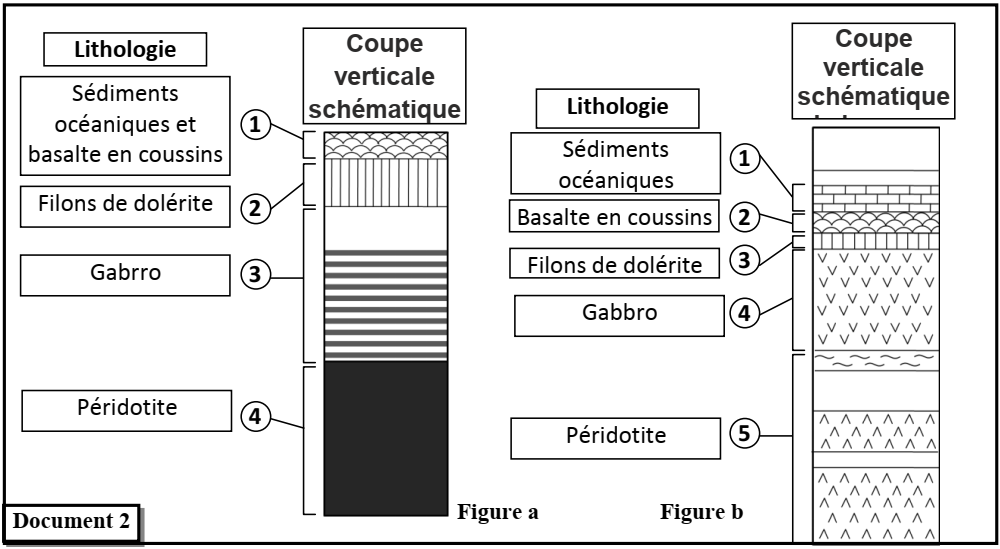 Lithologie
Coupe
verticale
schématique
Sédiments
océaniques et
basalte en coussins
1
Filons de dolérite
2
Gabrro
3
Péridotite
4
Figure a
Coupe
verticale
schématique
Lithologie
Sédiments
océaniques
1
Basalte en coussins
2
Filons de dolérite
3
Gabbro
4
Péridotite
5
Figure b
Document 2